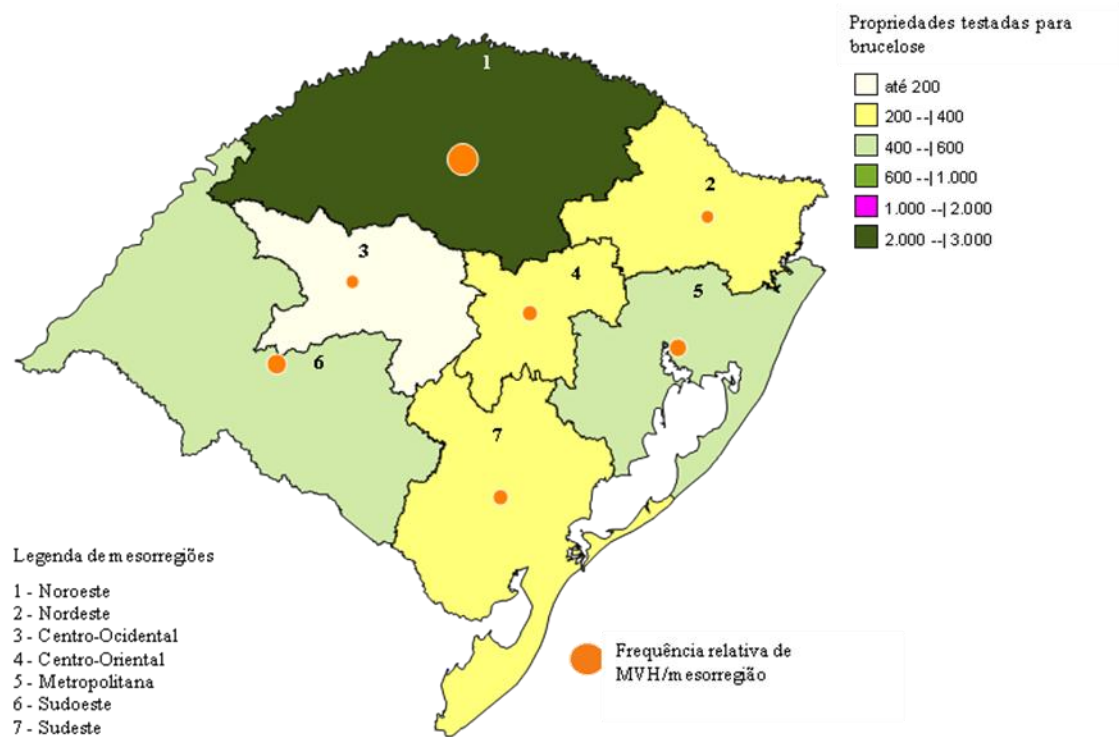 Propriedades testadas para
brucelose
até 200
200 --| 400
400 --| 600
600 --| 1.000
1.000 --| 2.000
2.000 --| 3.000
1
2
3
4
5
6
7
Legenda de mesorregiões
1 - Noroeste
2 - Nordeste
3 - Centro-Ocidental
4 - Centro-Oriental
5 - Metropolitana
6 - Sudoeste
7 - Sudeste
Frequência relativa de
MVH/mesorregião